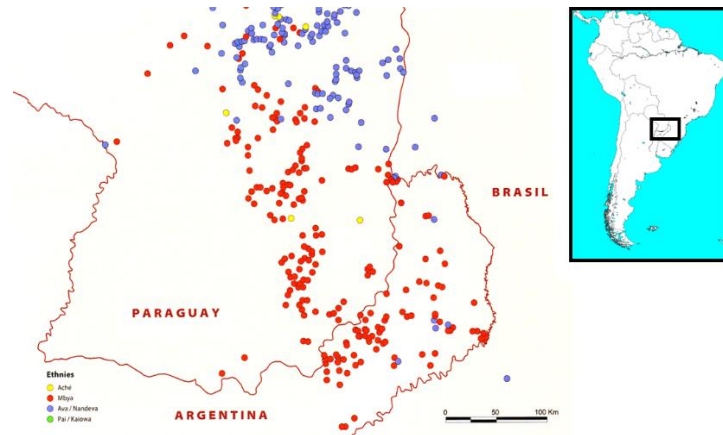 BRASIL
PARAGUAY
Ethnies
Aché
Mbya
Ava / Nandeva
Pai / Kaiowa
ARGENTINA
0 50 100 Km